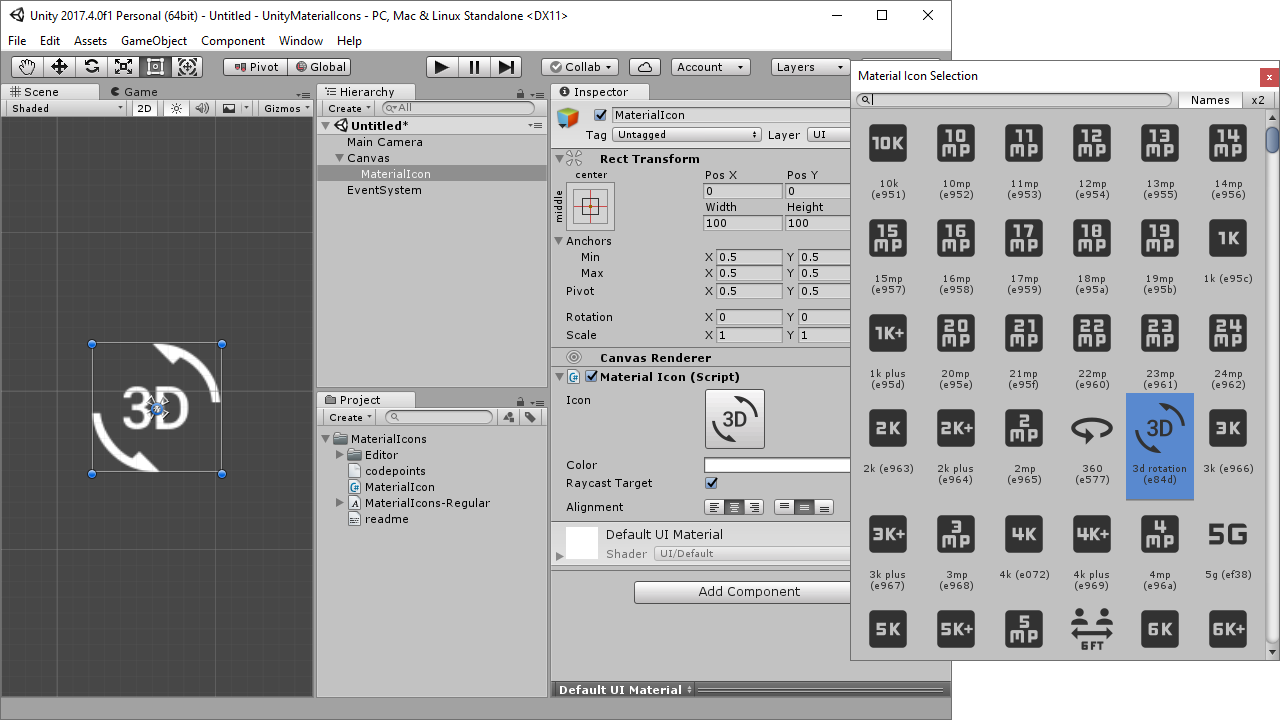 Unity 2017.4.0f1 Personal (64bit) - Untitled - UnityMaterialIcons - PC, Mac & Linux Standalone <DX11>
File Edit Assets GameObject Component Window Help
Pivot Global Collab Account Layers
Scene Game
Shaded 2D Gizmos
3D
Hierarchy
Create All
Untitled*
Main Camera
Canvas
MaterialIcon
EventSystem
Project
Create
MaterialIcons
Editor
codepoints
MaterialIcon
MaterialIcons-Regular
readme
Inspector
MaterialIcon
Tag Untagged Layer UI
Rect Transform
center Pos X Pos Y
middle 0 0
Width Height
100 100
Anchors
Min X 0.5 Y 0.5
Max X 0.5 Y 0.5
Pivot X 0.5 Y 0.5
Rotation X 0 Y 0
Scale X 1 Y 1
Canvas Renderer
Material Icon (Script)
Icon 3D
Color
Raycast Target
Alignment
Default UI Material
Shader UI/Default
Add Component
Default UI Material
Material Icon Selection
Names x2
10K 10 MP 11 MP 12 MP 13 MP 14 MP
10k (e951) 10mp (e952) 11mp (e953) 12mp (e954) 13mp (e955) 14mp (e956)
15 MP 16 MP 17 MP 18 MP 19 MP 1K
15mp (e957) 16mp (e958) 17mp (e959) 18mp (e95a) 19mp (e95b) 1k (e95c)
1K+ 20 MP 21 MP 22 MP 23 MP 24 MP
1k plus (e95d) 20mp (e95e) 21mp (e95f) 22mp (e960) 23mp (e961) 24mp (e962)
2K 2K+ 2 MP 3D 3K
2k (e963) 2k plus (e964) 2mp (e965) 360 (e577) 3d rotation (e84d) 3k (e966)
3K+ 3 MP 4K 4K+ 4 MP 5G
3k plus (e967) 3mp (e968) 4k (e072) 4k plus (e969) 4mp (e96a) 5g (ef38)
5K 5K+ 5 MP 6FT 6K 6K+